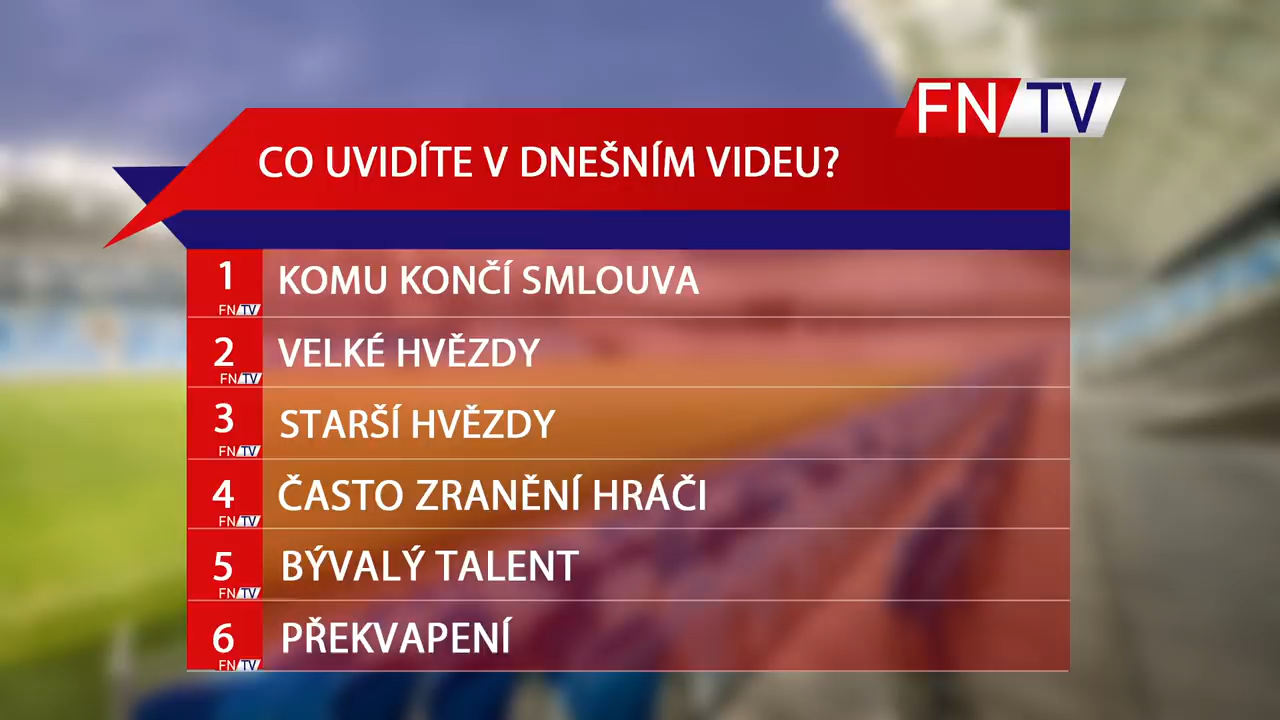 FN/TV
CO UVIDÍTE V DNEŠNÍM VIDEU?
1 KOMU KONČÍ SMLOUVA
FN/TV
2 VELKÉ HVĚZDY
FN/TV
3 STARŠÍ HVĚZDY
FN/TV
4 ČASTO ZRANĚNÍ HRÁČI
FN/TV
5 BÝVALÝ TALENT
FN/TV
6 PŘEKVAPENÍ
FN/TV